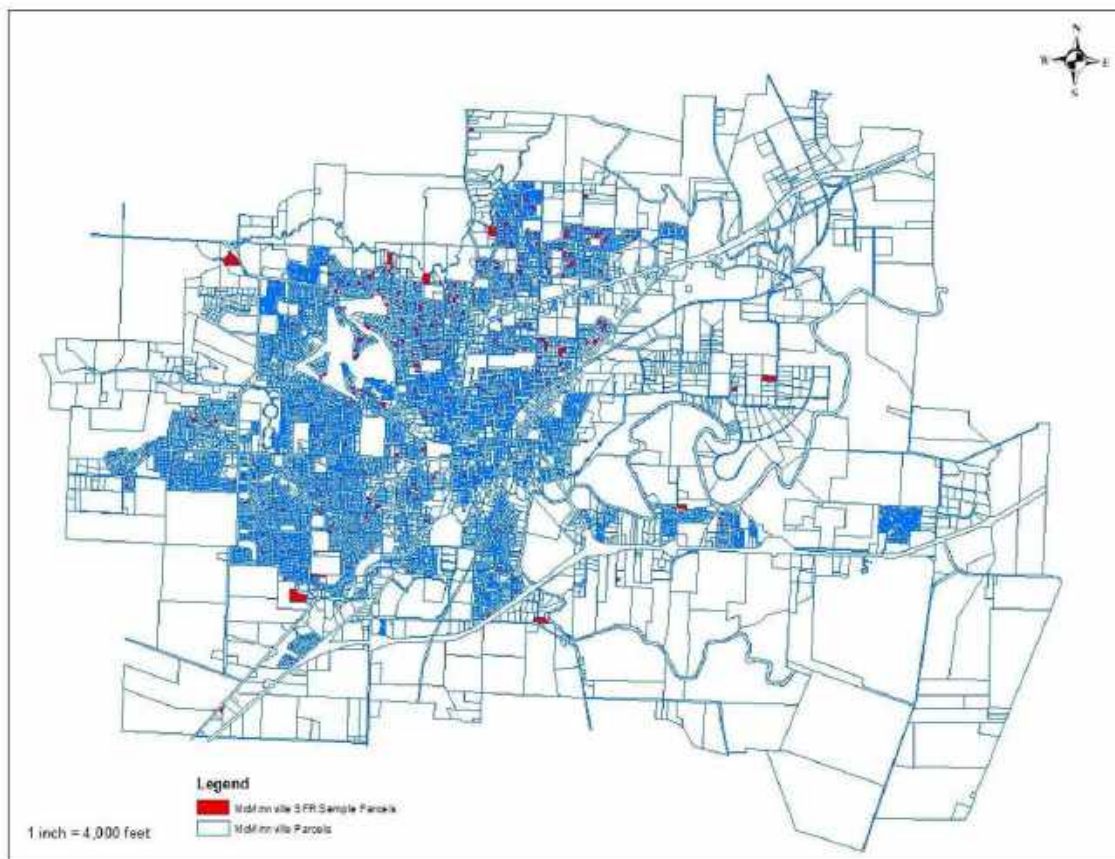 N
W E
S
Legend
McMinnville SFR Sample Parcels
McMinnville Parcels
1 inch = 4,000 feet